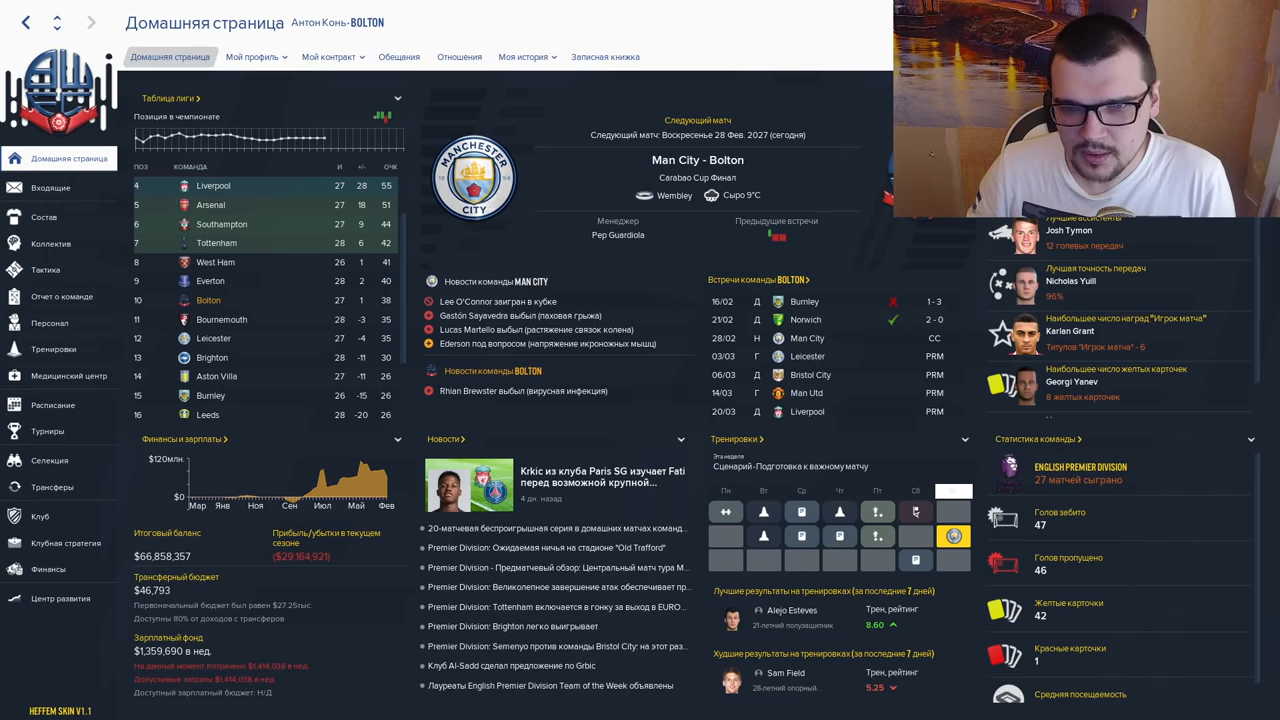 Домашняя страница Антон Конь-BOLTON
Домашняя страница Мой профиль Мой контракт Обещания Отношения Моя история Записная книжка
Домашняя страница
Входящие
Состав
Коллектив
Тактика
Отчет о команде
Персонал
Тренировки
Медицинский центр
Расписание
Турниры
Селекция
Трансферы
Клуб
Клубная стратегия
Финансы
Центр развития
HEFFEM SKIN V1.1
Таблица лиги
Позиция в чемпионате
ПОЗ КОМАНДА И +/- ОЧК
4 Liverpool 27 28 55
5 Arsenal 27 18 51
6 Southampton 27 9 44
7 Tottenham 28 6 42
8 West Ham 26 1 41
9 Everton 28 2 40
10 Bolton 27 1 38
11 Bournemouth 28 -3 35
12 Leicester 27 -4 35
13 Brighton 28 -11 30
14 Aston Villa 27 -11 26
15 Burnley 26 -15 26
16 Leeds 28 -20 26
MANCHESTER
18 94
CITY
Следующий матч
Следующий матч: Воскресенье 28 Фев. 2027 (сегодня)
Man City - Bolton
Carabao Cup Финал
Wembley Сыро 9°C
Менеджер
Pep Guardiola
Предыдущие встречи
Новости команды MAN CITY
Lee O'Connor заигран в кубке
Gastón Sayavedra выбыл (паховая грыжа)
Lucas Martello выбыл (растяжение связок колена)
Ederson под вопросом (напряжение икроножных мышц)
Новости команды BOLTON
Rhian Brewster выбыл (вирусная инфекция)
Встречи команды BOLTON
16/02 Д Burnley X 1 - 3
21/02 Д Norwich 2 - 0
28/02 Н Man City CC
03/03 Г Leicester PRM
06/03 Д Bristol City PRM
14/03 Г Man Utd PRM
20/03 Д Liverpool PRM
Лучшие ассистенты
Josh Tymon
12 голевых передач
Лучшая точность передач
Nicholas Yuill
96%
Наибольшее число наград "Игрок матча"
Karlan Grant
Титулов "Игрок матча" - 6
Наибольшее число желтых карточек
Georgi Yanev
8 желтых карточек
Финансы и зарплаты
$120млн.
$0
Мар Янв Ноя Сен Июл Май Фев
Итоговый баланс
$66,858,357
Прибыль/убытки в текущем
сезоне
($29,164,921)
Трансферный бюджет
$46,793
Первоначальный бюджет был равен $27.25тыс.
Доступны 80% от доходов с трансферов
Зарплатный фонд
$1,359,690 в нед.
На данный момент потрачено $1,414,038 в нед.
Допустимые затраты $1,414,038 в нед.
Доступный зарплатный бюджет: Н/Д
Новости
Krkic из клуба Paris SG изучает Fati
перед возможной крупной...
4 дн. назад
20-матчевая беспроигрышная серия в домашних матчах команд...
Premier Division: Ожидаемая ничья на стадионе "Old Trafford"
Premier Division - Предматчевый обзор: Центральный матч тура M...
Premier Division: Великолепное завершение атак обеспечивает пр...
Premier Division: Tottenham включается в гонку за выход в EURO...
Premier Division: Brighton легко выигрывает
Premier Division: Semenyo против команды Bristol City: на этот раз...
Клуб Al-Sadd сделал предложение по Grbic
Лауреаты English Premier Division Team of the Week объявлены
Тренировки
Эта неделя
Сценарий-Подготовка к важному матчу
Пн Вт Ср Чт Пт Сб
Лучшие результаты на тренировках (за последние 7 дней)
Alejo Esteves
21-летний полузащитник
Трен, рейтинг
8.60
Худшие результаты на тренировках (за последние 7 дней)
Sam Field
28-летний опорный...
Трен, рейтинг
5.25
Статистика команды
ENGLISH PREMIER DIVISION
27 матчей сыграно
Голов забито
47
Голов пропущено
46
Желтые карточки
42
Красные карточки
1
Средняя посещаемость